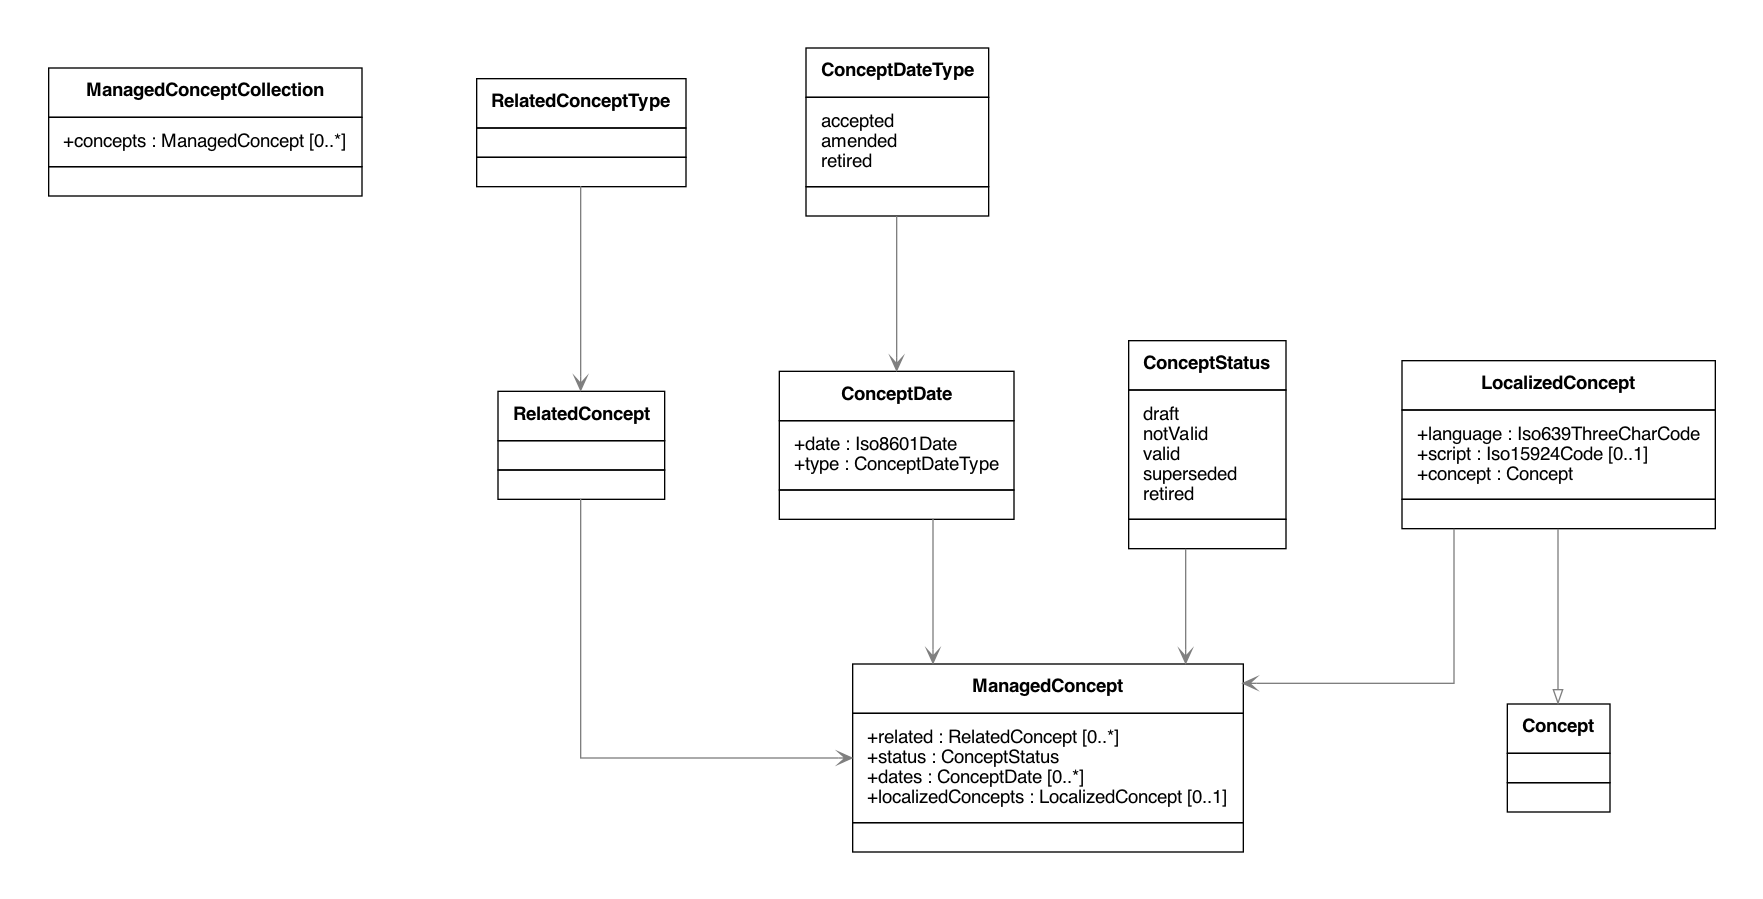 ManagedConceptCollection
+concepts : ManagedConcept [0..*]
RelatedConceptType
ConceptDateType
accepted
amended
retired
RelatedConcept
ConceptDate
+date : Iso8601Date
+type : ConceptDateType
ConceptStatus
draft
notValid
valid
superseded
retired
LocalizedConcept
+language : Iso639ThreeCharCode
+script : Iso15924Code [0..1]
+concept : Concept
ManagedConcept
+related : RelatedConcept [0..*]
+status : ConceptStatus
+dates : ConceptDate [0..*]
+localizedConcepts : LocalizedConcept [0..1]
Concept